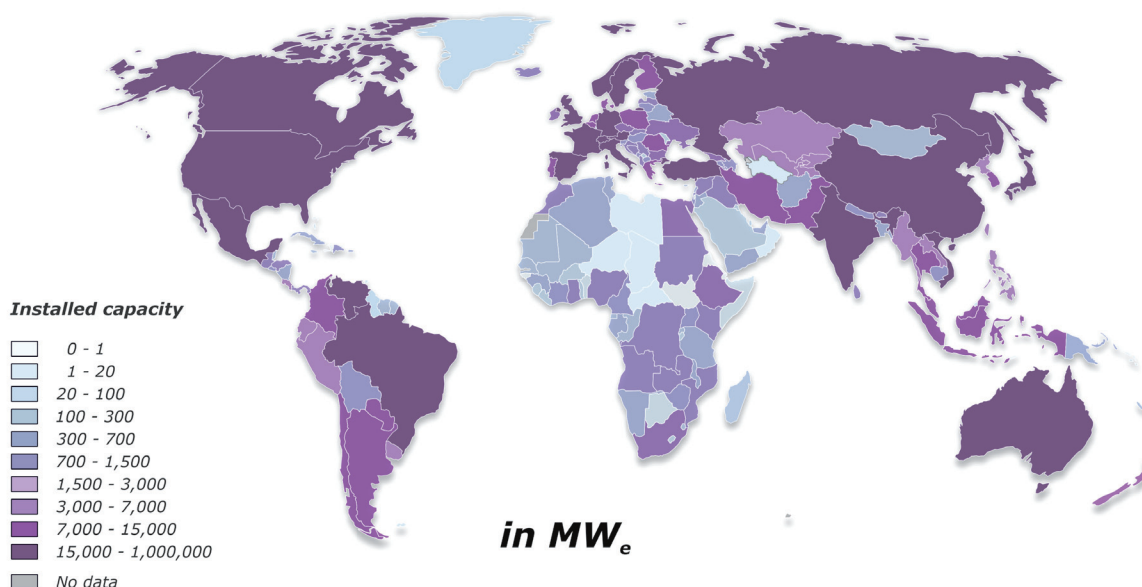 Installed capacity
0 - 1
1 - 20
20 - 100
100 - 300
300 - 700
700 - 1,500
1,500 - 3,000
3,000 - 7,000
7,000 - 15,000
15,000 - 1,000,000
No data
in MWe